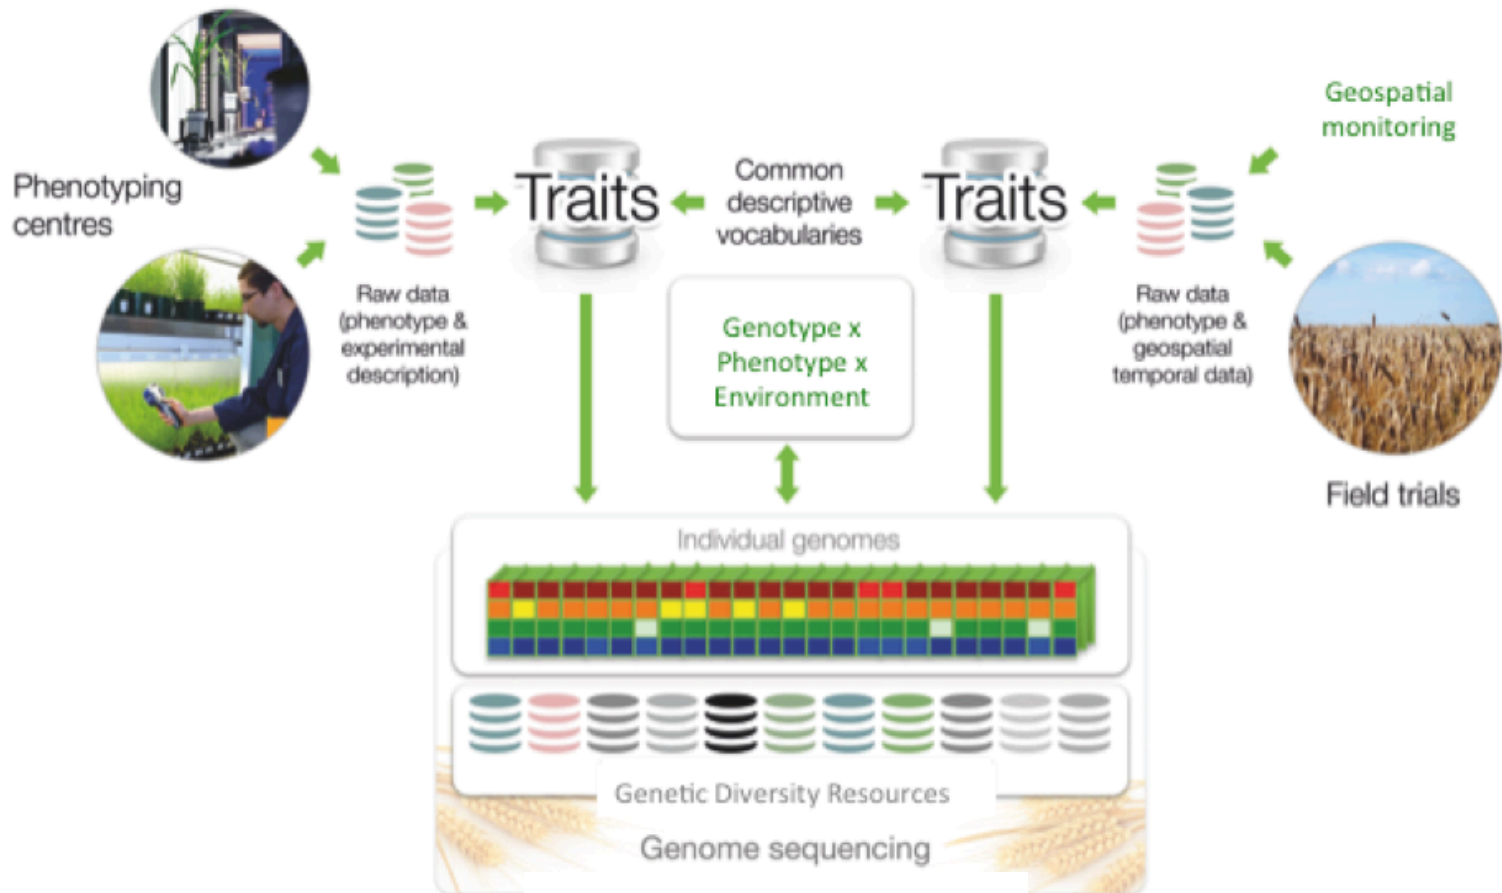 Phenotyping
centres
Raw data
(phenotype &
experimental
description)
Traits
Common
descriptive
vocabularies
Traits
Genotype x
Phenotype x
Environment
Geospatial
monitoring
Raw data
(phenotype &
geospatial
temporal data)
Field trials
Individual genomes
Genetic Diversity Resources
Genome sequencing